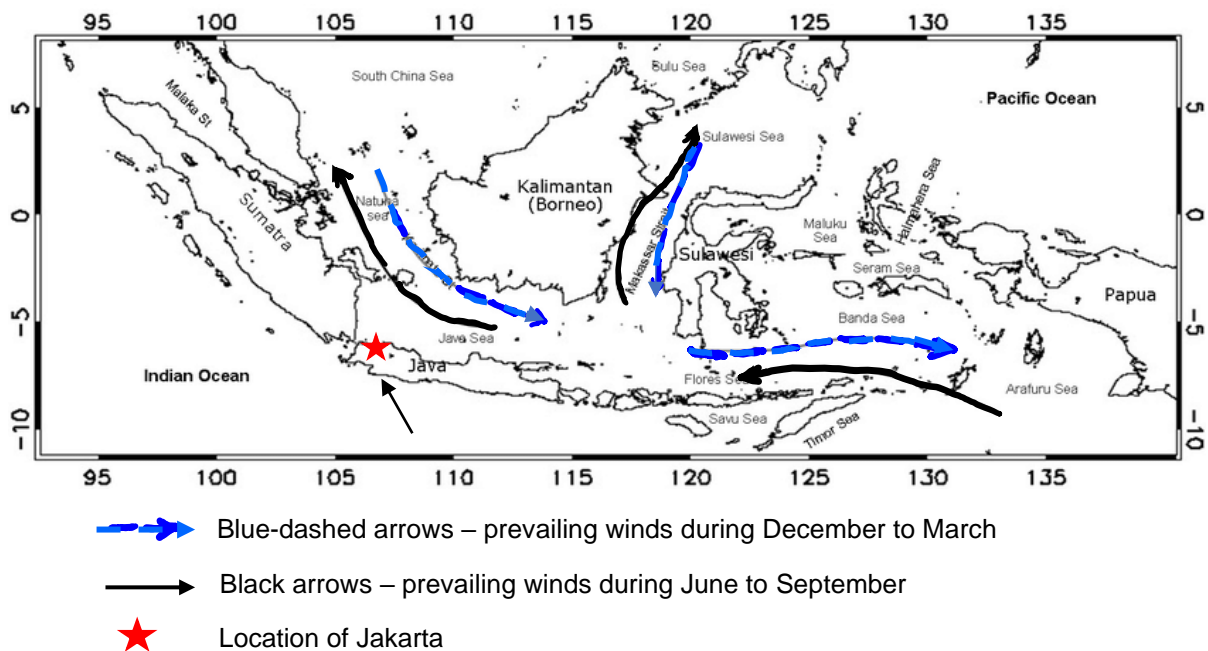 95 100 105 110 115 120 125 130 135
South China Sea
Sulu Sea
Malaka St
Pacific Ocean
5
5
Sulawesi Sea
Kalimantan
(Borneo)
Halmahera Sea
Sumatra
Natuna
sea
0
0
Makassar Strait
Maluku
Sea
Sulawesi
Seram Sea
Papua
Banda Sea
-5
-5
Java Sea
Java
Indian Ocean
Flores Sea
Arafuru Sea
Savu Sea
Timor Sea
-10
-10
95 100 105 110 115 120 125 130 135
Blue-dashed arrows – prevailing winds during December to March
Black arrows – prevailing winds during June to September
Location of Jakarta